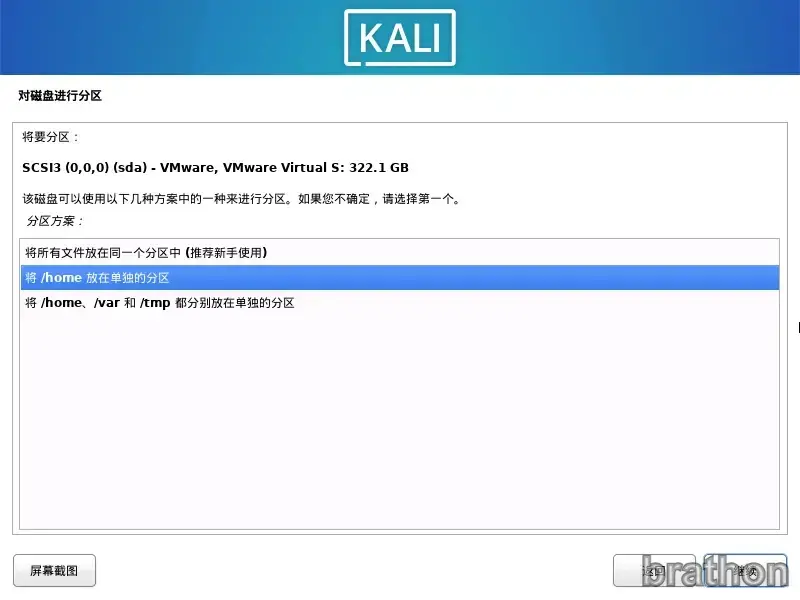 KALI
对磁盘进行分区
将要分区：
SCSI3 (0,0,0) (sda) - VMware, VMware Virtual S: 322.1 GB
该磁盘可以使用以下几种方案中的一种来进行分区。如果您不确定，请选择第一个。
分区方案：
将所有文件放在同一个分区中 (推荐新手使用)
将 /home 放在单独的分区
将 /home、/var 和 /tmp 都分别放在单独的分区
屏幕截图 返回 继续
brathon